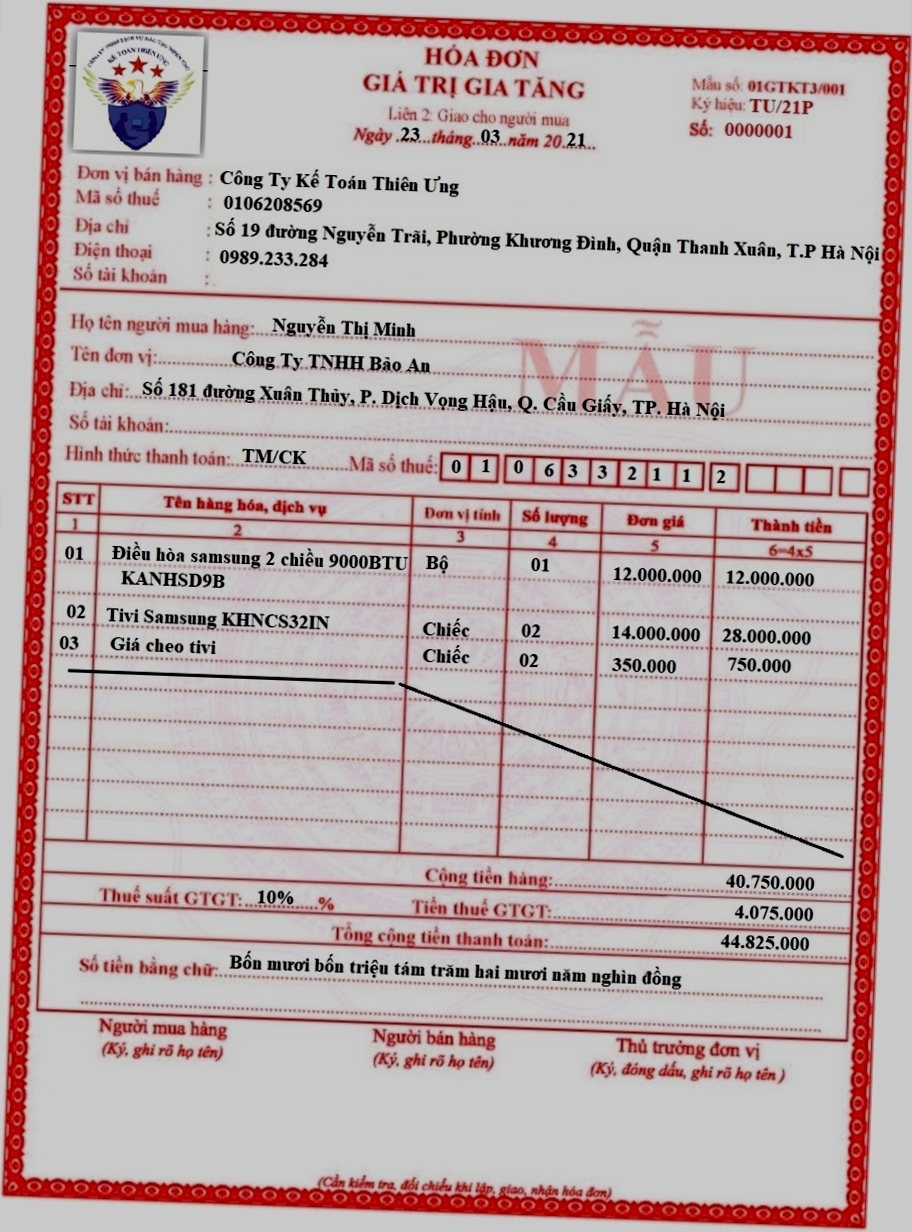 CÔNG TY TNHH DỊCH VỤ ĐÀO TẠO THIÊN ƯNG
KẾ TOÁN THIÊN ƯNG
HÓA ĐƠN
GIÁ TRỊ GIA TĂNG
Liên 2: Giao cho người mua
Ngày .23...tháng..03..năm 20.21...
Mẫu số: 01GTKT3/001
Ký hiệu: TU/21P
Số: 0000001
Đơn vị bán hàng : Công Ty Kế Toán Thiên Ưng
Mã số thuế : 0106208569
Địa chỉ : Số 19 đường Nguyễn Trãi, Phường Khương Đình, Quận Thanh Xuân, T.P Hà Nội
Điện thoại : 0989.233.284
Số tài khoản :
MẪU
Họ tên người mua hàng: Nguyễn Thị Minh
Tên đơn vị: Công Ty TNHH Bảo An
Địa chỉ: Số 181 đường Xuân Thủy, P. Dịch Vọng Hậu, Q. Cầu Giấy, TP. Hà Nội
Số tài khoản:
Hình thức thanh toán: TM/CK Mã số thuế: 0 1 0 6 3 3 2 1 1 2
STT Tên hàng hóa, dịch vụ Đơn vị tính Số lượng Đơn giá Thành tiền
1 2 3 4 5 6=4x5
01 Điều hòa samsung 2 chiều 9000BTU Bộ 01 12.000.000 12.000.000
KANHSD9B
02 Tivi Samsung KHNCS32IN Chiếc 02 14.000.000 28.000.000
03 Giá cheo tivi Chiếc 02 350.000 750.000
Cộng tiền hàng: 40.750.000
Thuế suất GTGT: 10% % Tiền thuế GTGT: 4.075.000
Tổng cộng tiền thanh toán: 44.825.000
Số tiền bằng chữ: Bốn mươi bốn triệu tám trăm hai mươi năm nghìn đồng
Người mua hàng Người bán hàng Thủ trưởng đơn vị
(Ký, ghi rõ họ tên) (Ký, ghi rõ họ tên) (Ký, đóng dấu, ghi rõ họ tên )
(Cần kiểm tra, đối chiếu khi lập, giao, nhận hóa đơn)